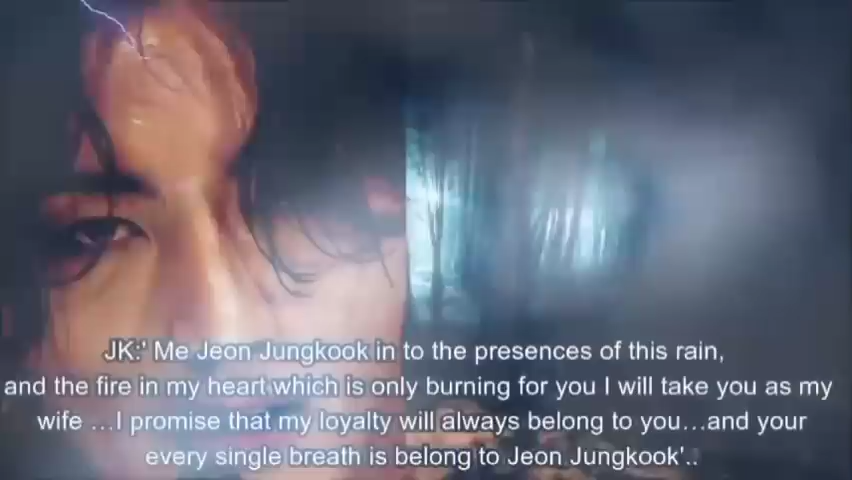 JK:' Me Jeon Jungkook in to the presences of this rain,
and the fire in my heart which is only burning for you I will take you as my
wife …I promise that my loyalty will always belong to you…and your
every single breath is belong to Jeon Jungkook'..